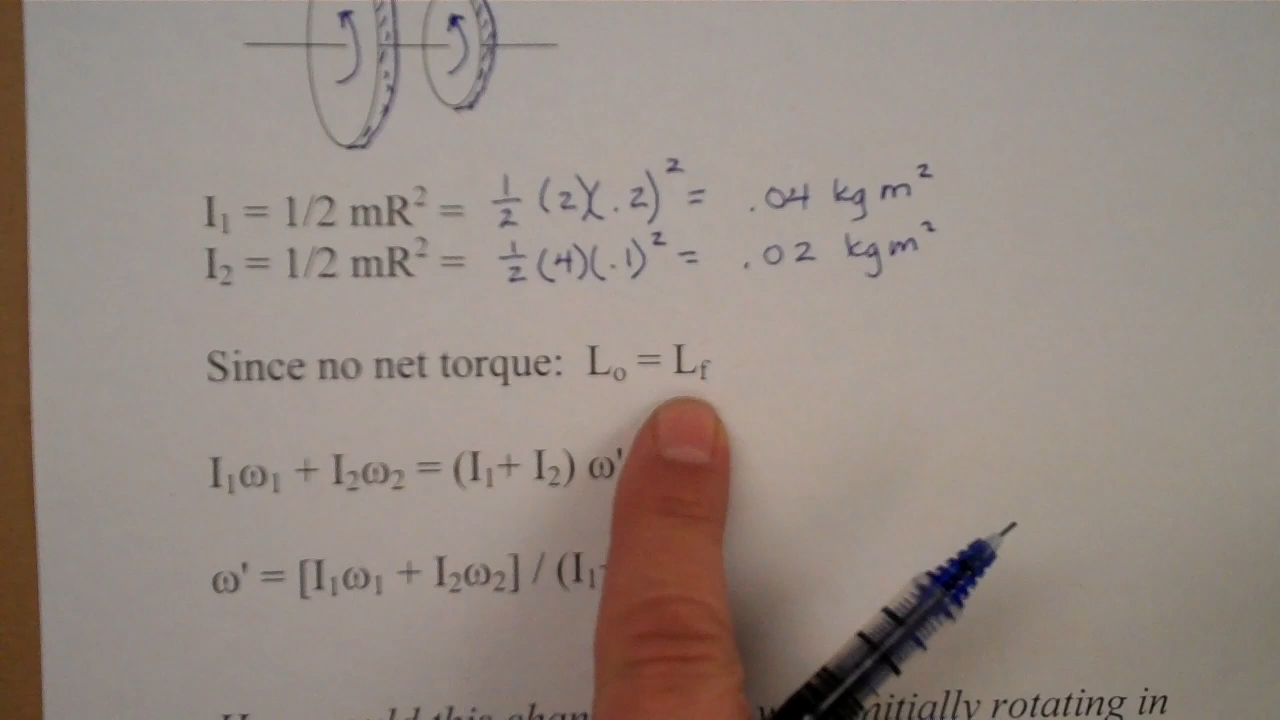 I₁ = 1/2 mR² = 1/2 (2)(.2)² = .04 kg m²
I₂ = 1/2 mR² = 1/2 (4)(.1)² = .02 kg m²
Since no net torque: Lₒ = L_f
I₁ω₁ + I₂ω₂ = (I₁+ I₂) ω'
ω' = [I₁ω₁ + I₂ω₂] / (I₁
this initially rotating in